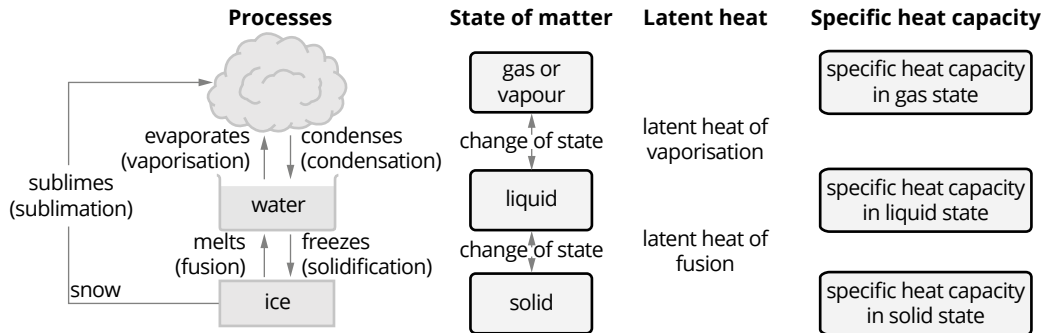 Processes
State of matter
Latent heat
Specific heat capacity
gas or
vapour
specific heat capacity
in gas state
evaporates
(vaporisation)
condenses
(condensation)
change of state
latent heat of
vaporisation
sublimes
(sublimation)
water
liquid
specific heat capacity
in liquid state
melts
(fusion)
freezes
(solidification)
change of state
latent heat of
fusion
snow
ice
solid
specific heat capacity
in solid state